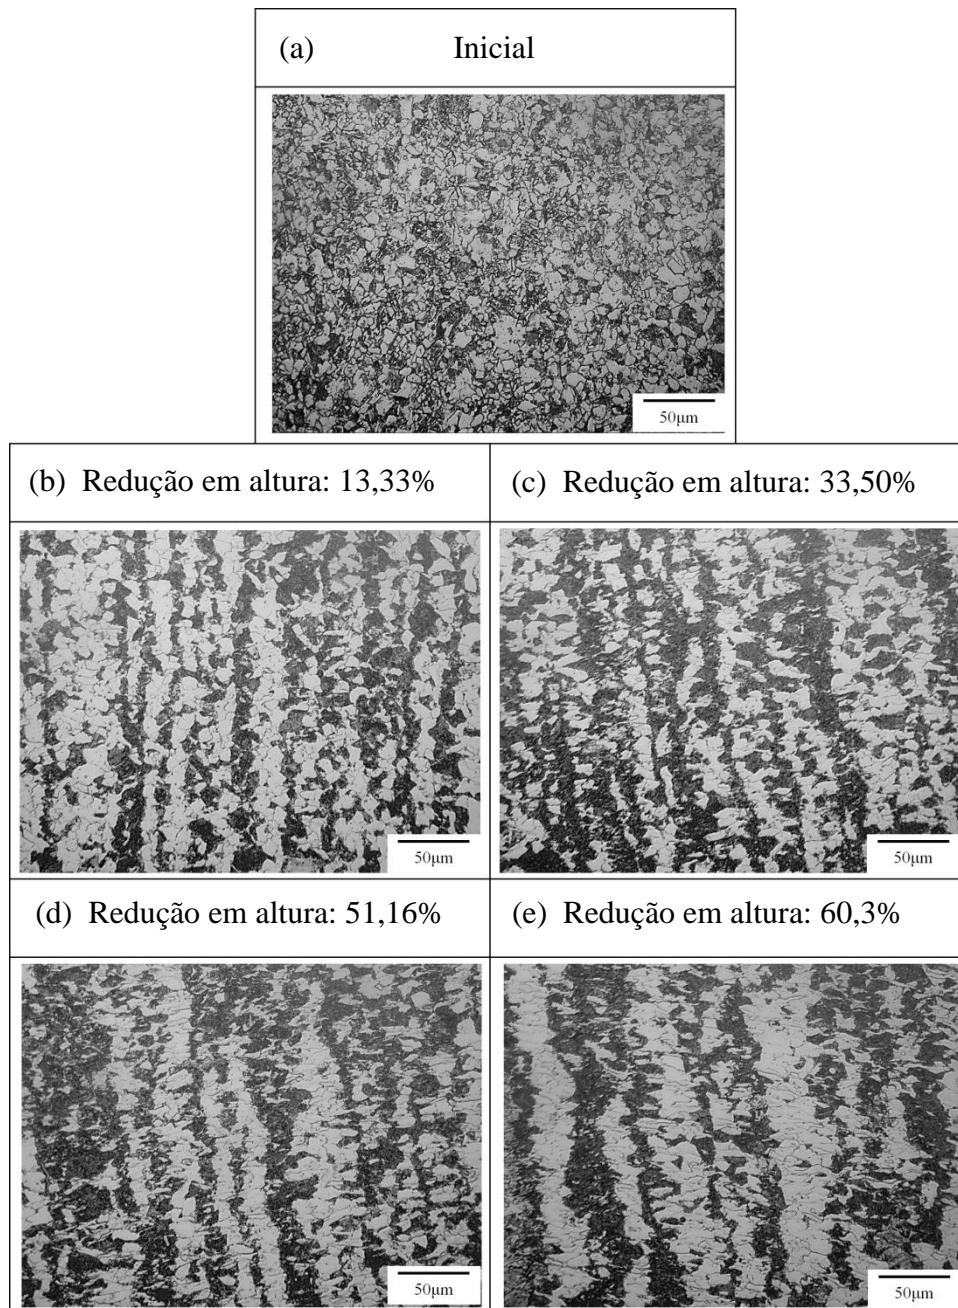 (a) Inicial
50μm
(b) Redução em altura: 13,33%
(c) Redução em altura: 33,50%
50μm
50μm
(d) Redução em altura: 51,16%
(e) Redução em altura: 60,3%
50μm
50μm